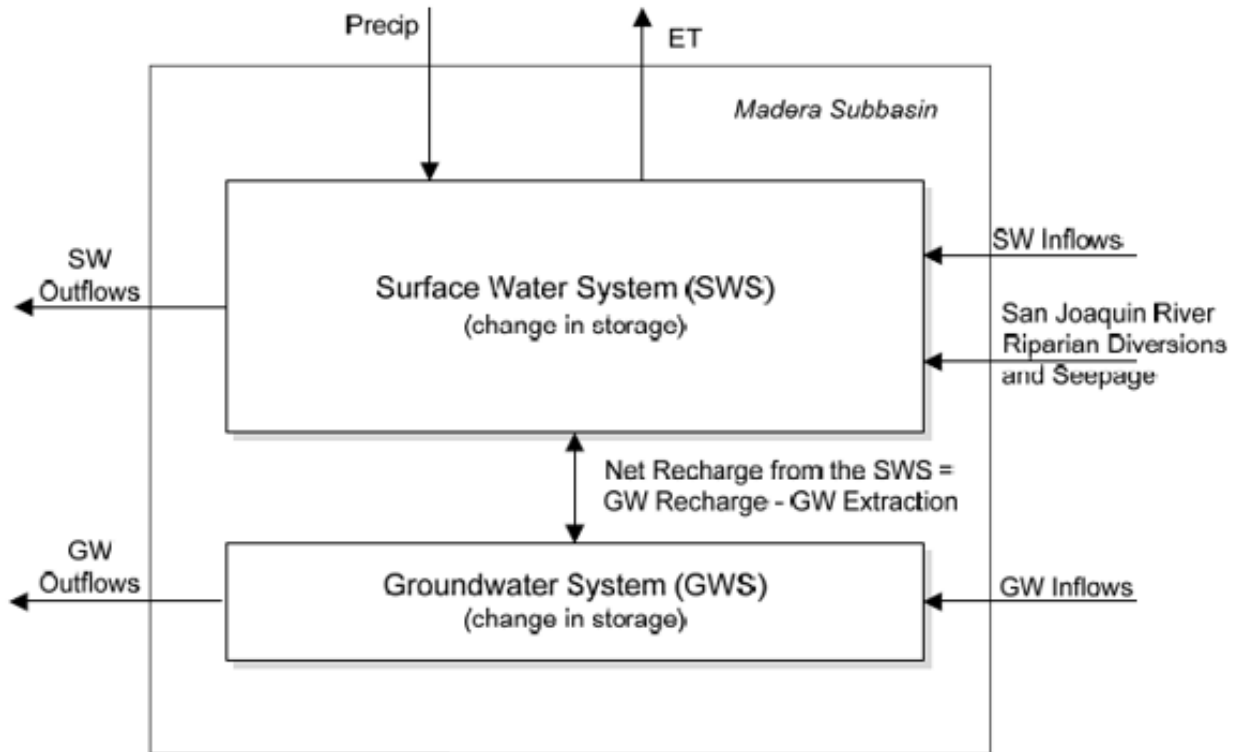 Precip
ET
Madera Subbasin
SW Inflows
SW
Outflows
Surface Water System (SWS)
(change in storage)
San Joaquin River
Riparian Diversions
and Seepage
Net Recharge from the SWS =
GW Recharge - GW Extraction
GW
Outflows
Groundwater System (GWS)
(change in storage)
GW Inflows